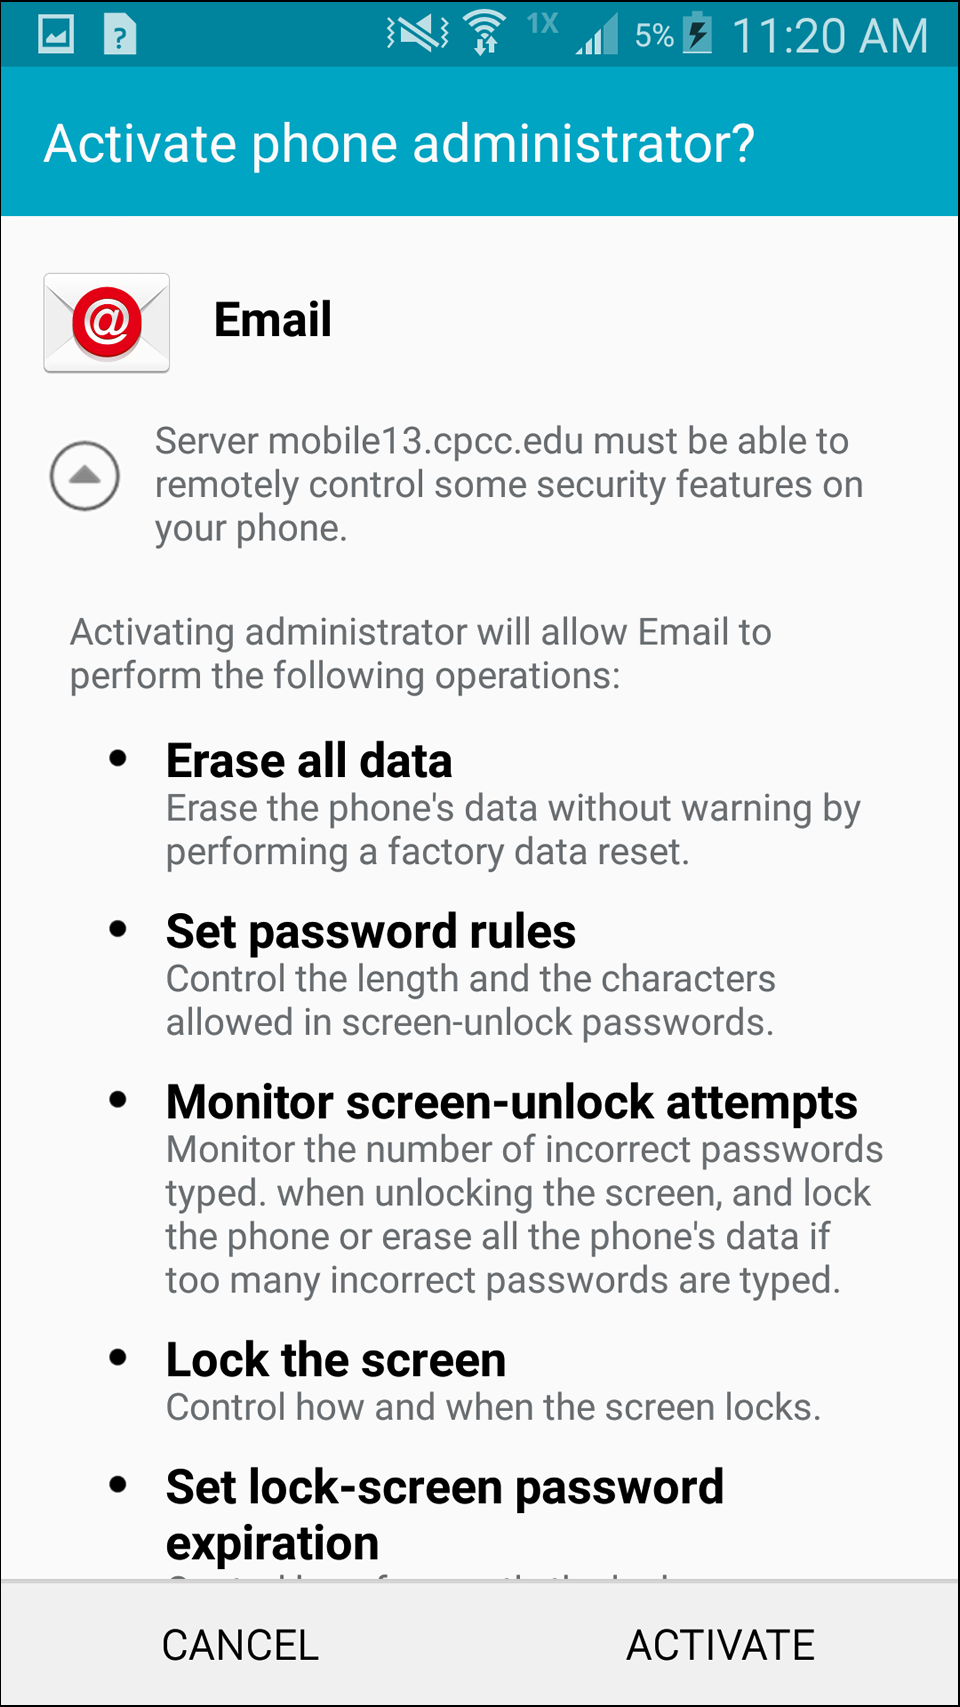 1X 5% 11:20 AM
Activate phone administrator?
Email
Server mobile13.cpcc.edu must be able to
remotely control some security features on
your phone.
Activating administrator will allow Email to
perform the following operations:
• Erase all data
Erase the phone's data without warning by
performing a factory data reset.
• Set password rules
Control the length and the characters
allowed in screen-unlock passwords.
• Monitor screen-unlock attempts
Monitor the number of incorrect passwords
typed. when unlocking the screen, and lock
the phone or erase all the phone's data if
too many incorrect passwords are typed.
• Lock the screen
Control how and when the screen locks.
• Set lock-screen password
expiration
CANCEL ACTIVATE